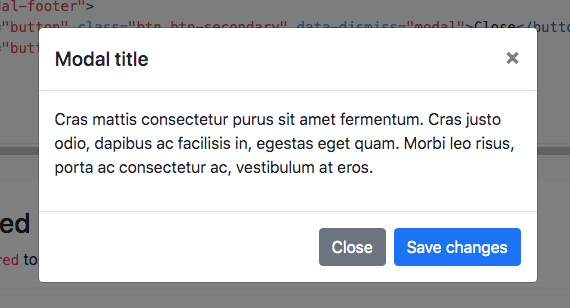 dal-footer">
="button" class="btn btn-secondary" data-dismiss="modal">Close</butto
="butt
Modal title
×
Cras mattis consectetur purus sit amet fermentum. Cras justo
odio, dapibus ac facilisis in, egestas eget quam. Morbi leo risus,
porta ac consectetur ac, vestibulum at eros.
ed
red to
Close
Save changes